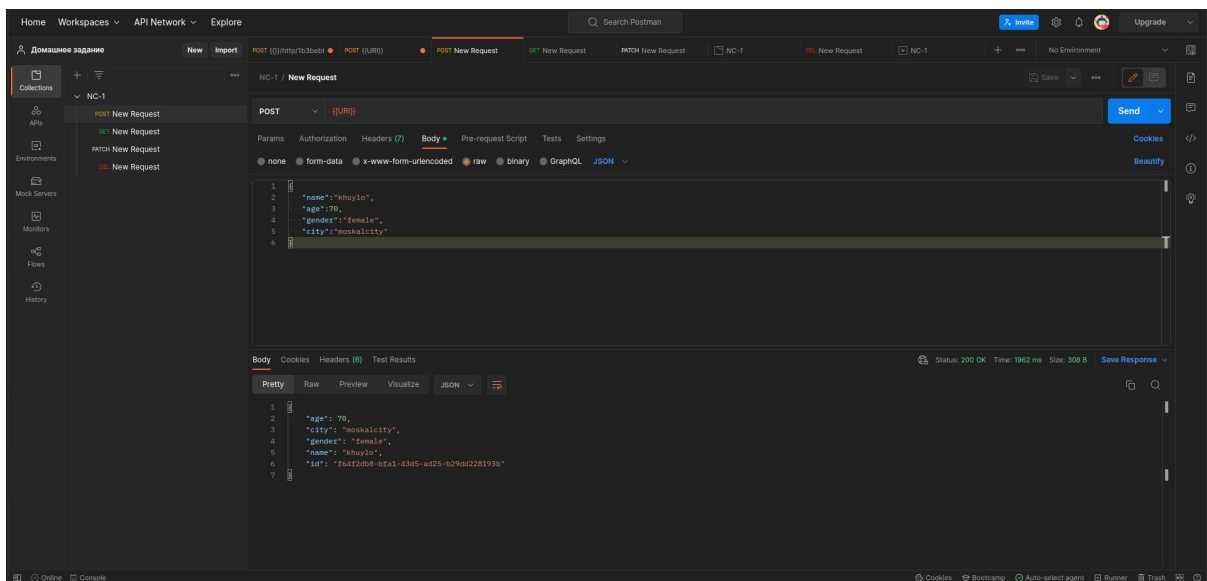 Home Workspaces API Network Explore Search Postman Invite Upgrade
Домашнее задание New Import POST {{}}/http/1b3bebl POST {{URI}} POST New Request GET New Request PATCH New Request NC-1 DEL New Request NC-1 No Environment
Collections
APIs
Environments
Mock Servers
Monitors
Flows
History
NC-1
POST New Request
GET New Request
PATCH New Request
DEL New Request
NC-1 / New Request Save
POST {{URI}} Send
Params Authorization Headers (7) Body Pre-request Script Tests Settings Cookies
none form-data x-www-form-urlencoded raw binary GraphQL JSON Beautify
1 {
2 "name":"khuylo",
3 "age":70,
4 "gender":"female",
5 "city":"moskalcity"
6 }
Body Cookies Headers (6) Test Results Status: 200 OK Time: 1962 ms Size: 308 B Save Response
Pretty Raw Preview Visualize JSON
1 {
2 "age": 70,
3 "city": "moskalcity",
4 "gender": "female",
5 "name": "khuylo",
6 "id": "f64f2db8-bfa1-43d5-ad25-b29dd228193b"
7 }
Online Console Cookies Bootcamp Auto-select agent Runner Trash